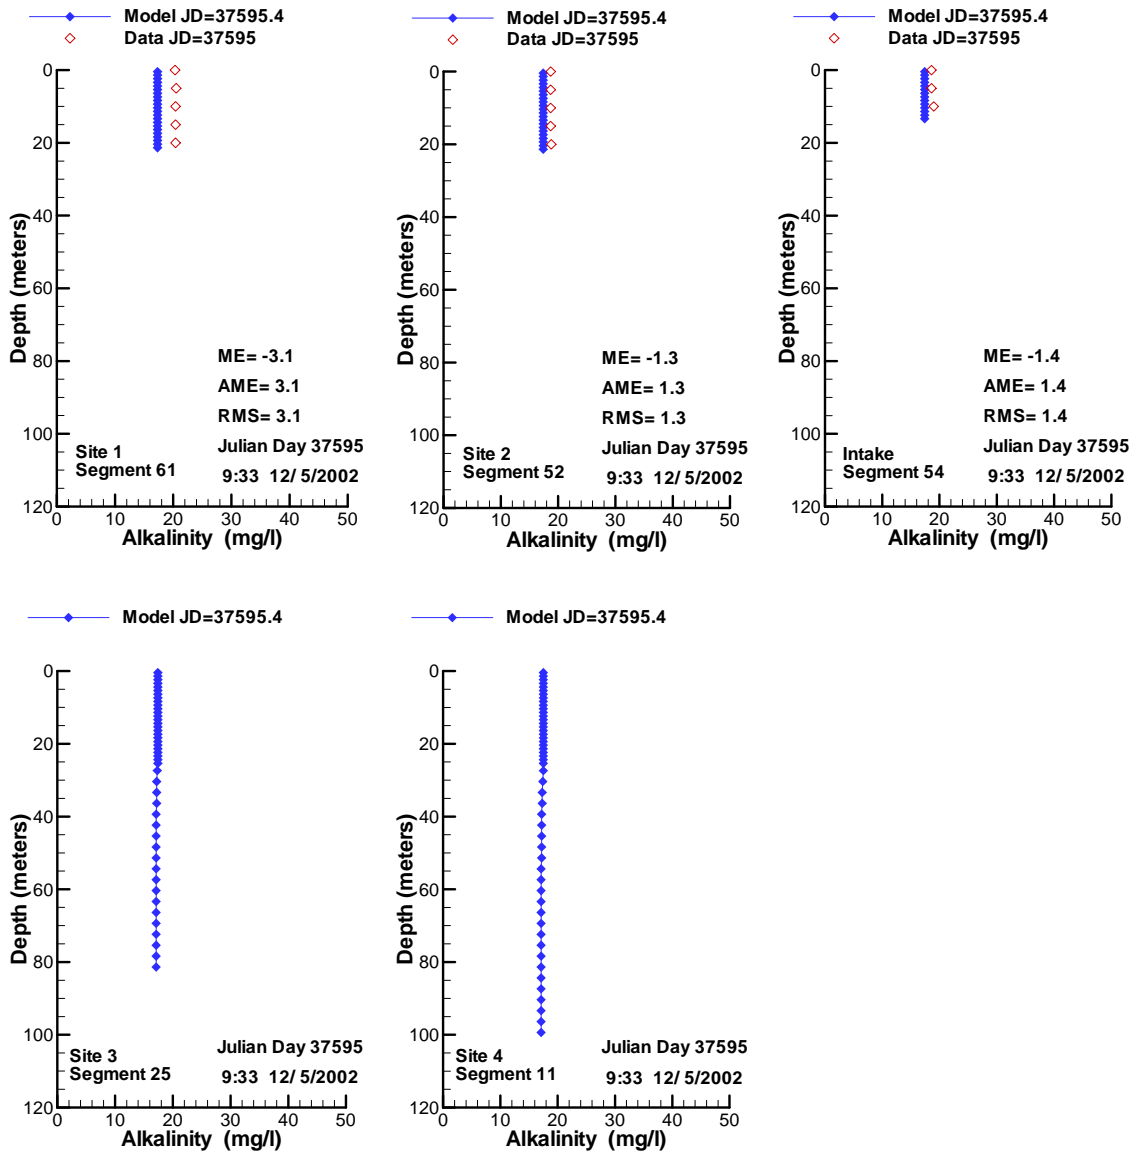 Model JD=37595.4
Data JD=37595
0
20
40
60
80
100
120
Depth (meters)
ME= -3.1
AME= 3.1
RMS= 3.1
Julian Day 37595
9:33 12/ 5/2002
Site 1
Segment 61
0 10 20 30 40 50
Alkalinity (mg/l)
Model JD=37595.4
Data JD=37595
0
20
40
60
80
100
120
Depth (meters)
ME= -1.3
AME= 1.3
RMS= 1.3
Julian Day 37595
9:33 12/ 5/2002
Site 2
Segment 52
0 10 20 30 40 50
Alkalinity (mg/l)
Model JD=37595.4
Data JD=37595
0
20
40
60
80
100
120
Depth (meters)
ME= -1.4
AME= 1.4
RMS= 1.4
Julian Day 37595
9:33 12/ 5/2002
Intake
Segment 54
0 10 20 30 40 50
Alkalinity (mg/l)
Model JD=37595.4
0
20
40
60
80
100
120
Depth (meters)
Julian Day 37595
9:33 12/ 5/2002
Site 3
Segment 25
0 10 20 30 40 50
Alkalinity (mg/l)
Model JD=37595.4
0
20
40
60
80
100
120
Depth (meters)
Julian Day 37595
9:33 12/ 5/2002
Site 4
Segment 11
0 10 20 30 40 50
Alkalinity (mg/l)